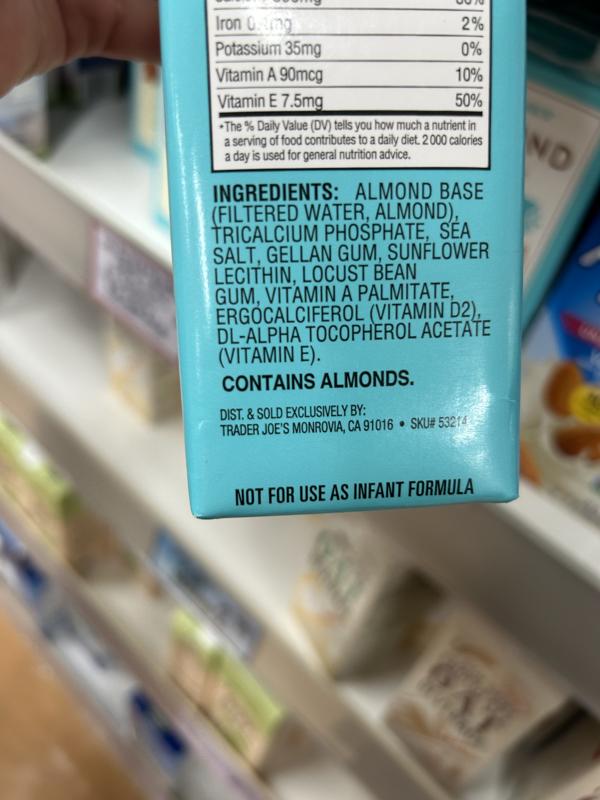 Iron 0.1mg 2%
Potassium 35mg 0%
Vitamin A 90mcg 10%
Vitamin E 7.5mg 50%
*The % Daily Value (DV) tells you how much a nutrient in
a serving of food contributes to a daily diet. 2 000 calories
a day is used for general nutrition advice.
INGREDIENTS: ALMOND BASE
(FILTERED WATER, ALMOND),
TRICALCIUM PHOSPHATE, SEA
SALT, GELLAN GUM, SUNFLOWER
LECITHIN, LOCUST BEAN
GUM, VITAMIN A PALMITATE,
ERGOCALCIFEROL (VITAMIN D2),
DL-ALPHA TOCOPHEROL ACETATE
(VITAMIN E).
CONTAINS ALMONDS.
DIST. & SOLD EXCLUSIVELY BY:
TRADER JOE'S MONROVIA, CA 91016 • SKU# 53214
NOT FOR USE AS INFANT FORMULA